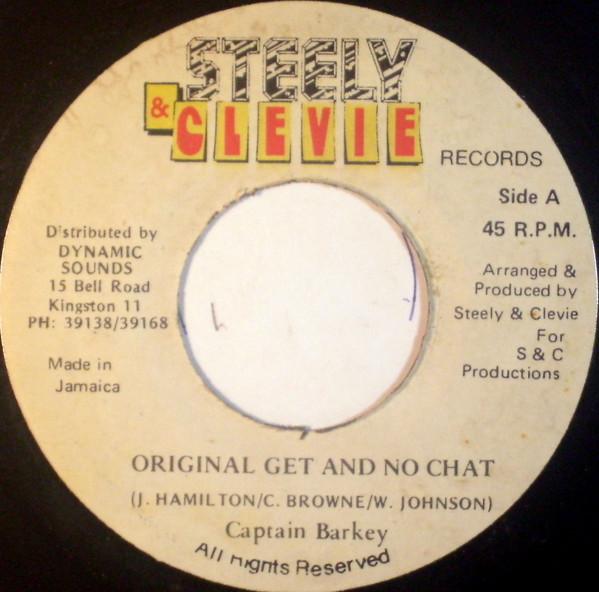 STEELY
& CLEVIE
RECORDS
Side A
45 R.P.M.
Distributed by
DYNAMIC
SOUNDS
15 Bell Road
Kingston 11
PH: 39138/39168
Made in
Jamaica
Arranged &
Produced by
Steely & Clevie
For
S & C
Productions
ORIGINAL GET AND NO CHAT
(J. HAMILTON/C. BROWNE/W. JOHNSON)
Captain Barkey
All Rights Reserved